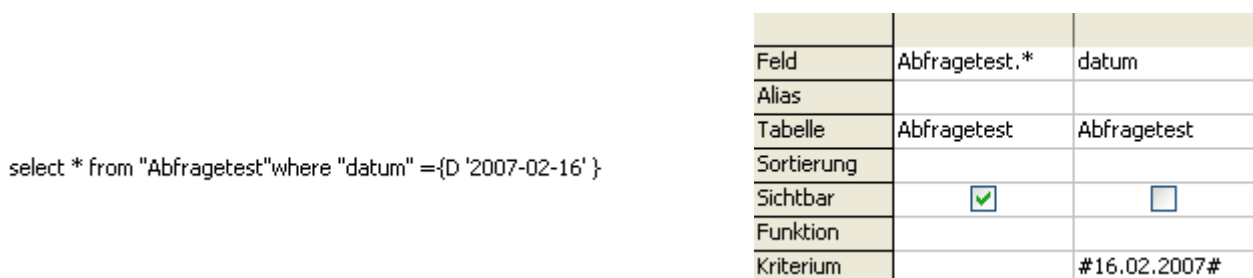 select * from "Abfragetest"where "datum" ={D '2007-02-16' }
Feld Abfragetest.* datum
Alias
Tabelle Abfragetest Abfragetest
Sortierung
Sichtbar
Funktion
Kriterium #16.02.2007#